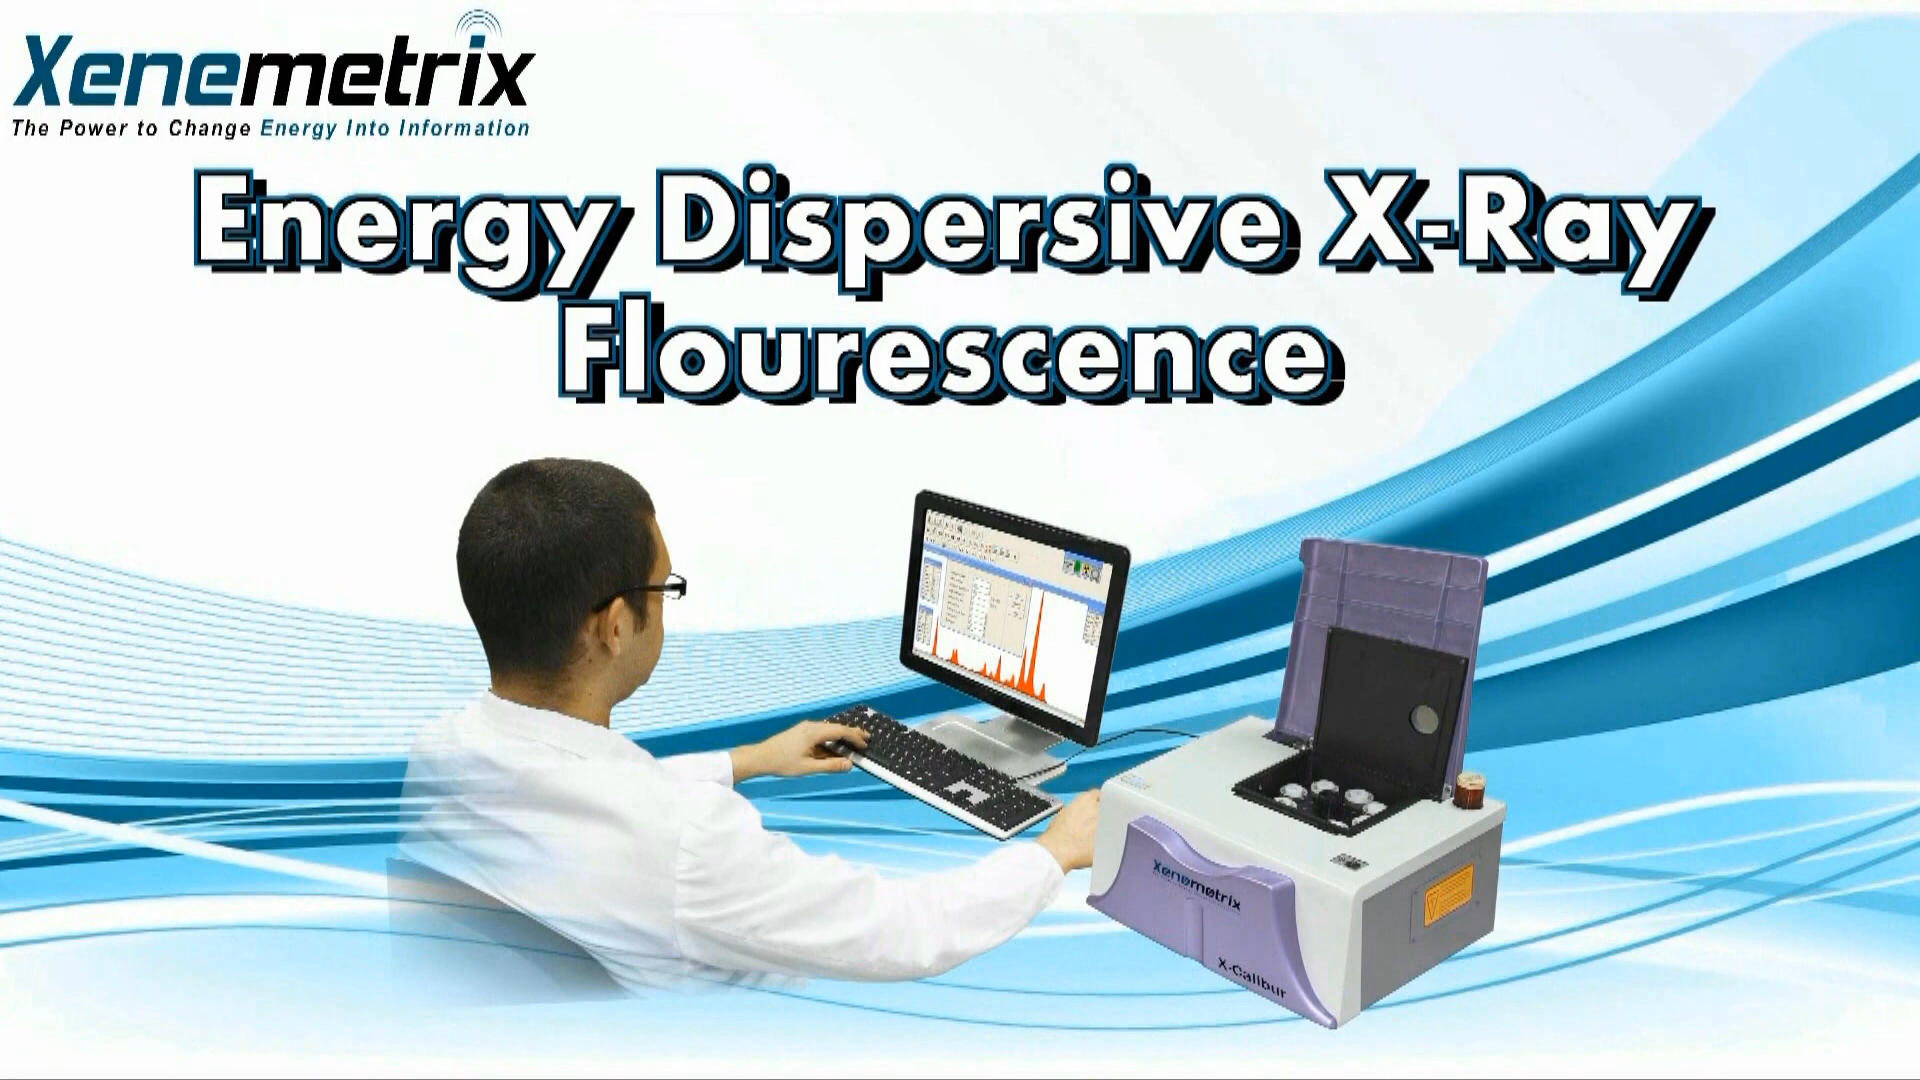 Xenemetrix
The Power to Change Energy Into Information
Energy Dispersive X-Ray
Flourescence
Xenemetrix
X-Calibur